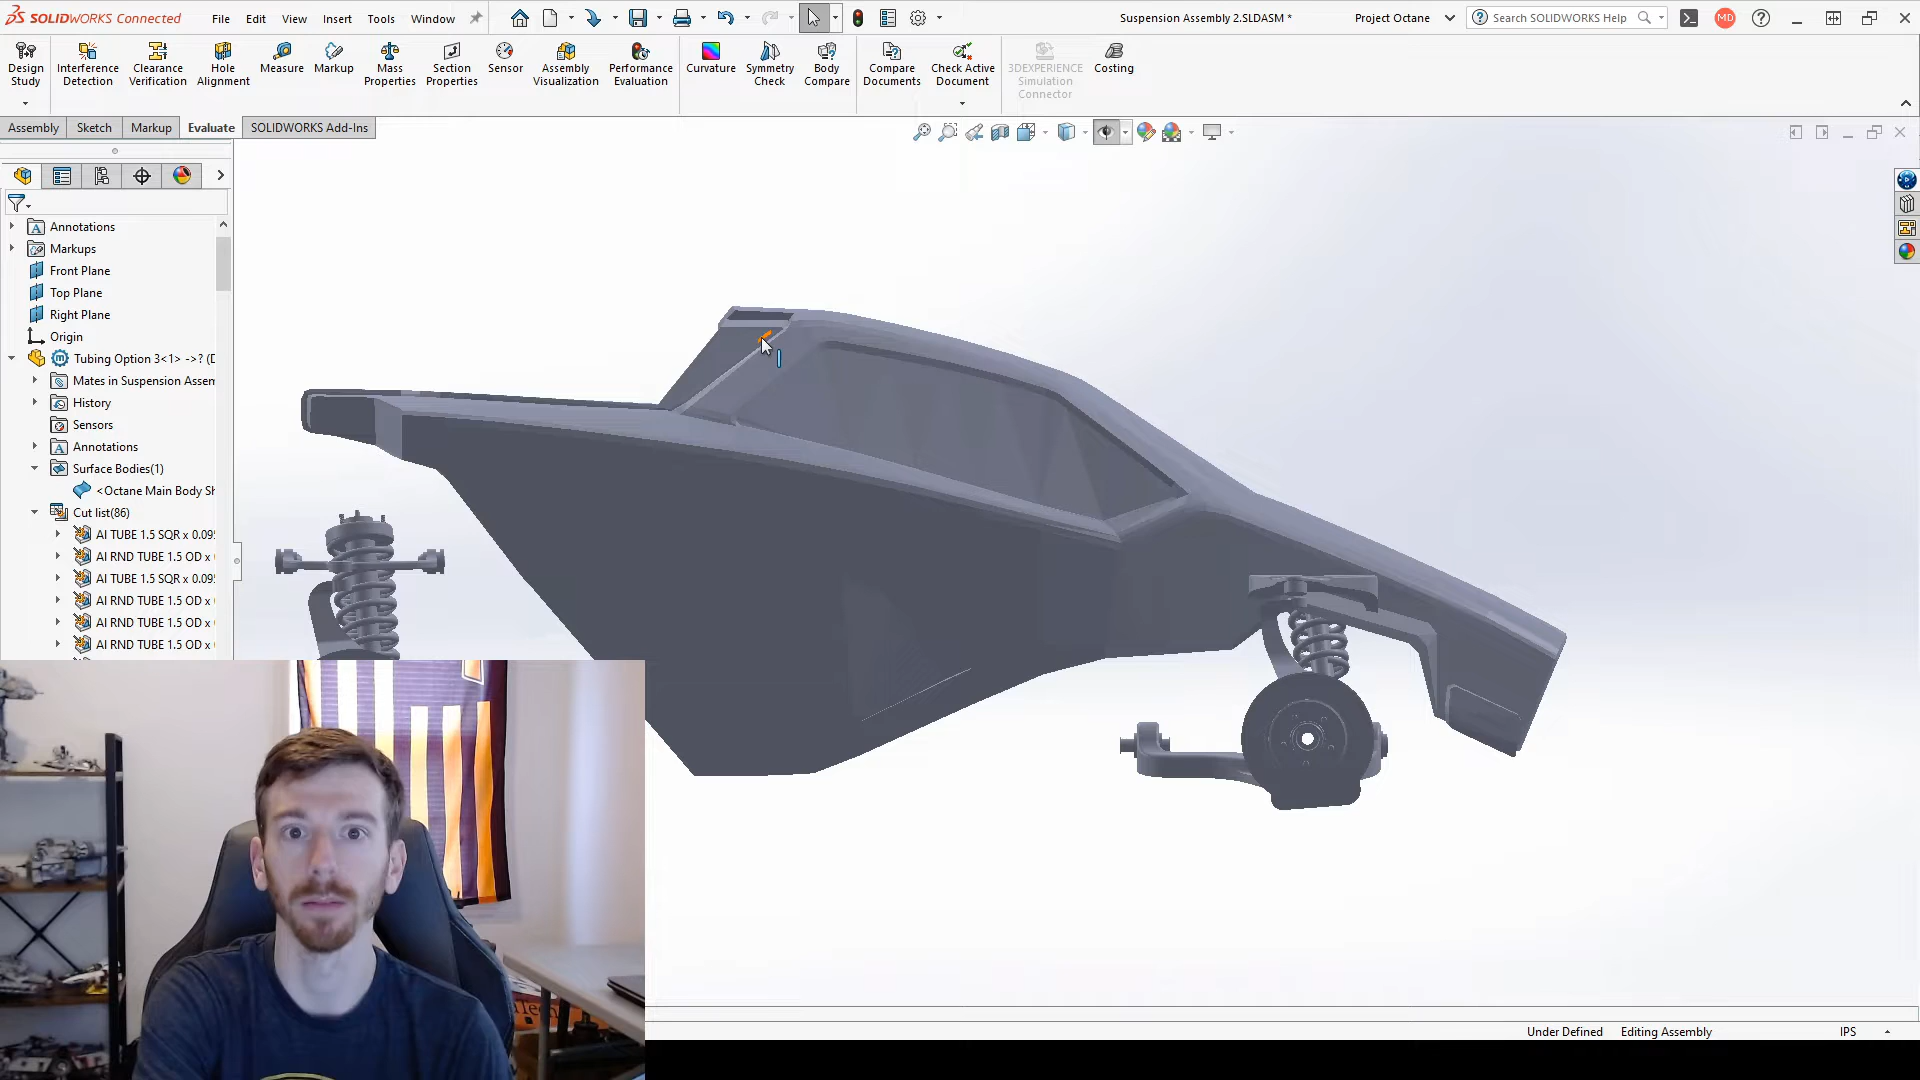 SOLIDWORKS Connected
File Edit View Insert Tools Window
Suspension Assembly 2.SLDASM *
Project Octane
Search SOLIDWORKS Help
MD
Design Study
Interference Detection
Clearance Verification
Hole Alignment
Measure
Markup
Mass Properties
Section Properties
Sensor
Assembly Visualization
Performance Evaluation
Curvature
Symmetry Check
Body Compare
Compare Documents
Check Active Document
3DEXPERIENCE Simulation Connector
Costing
Assembly Sketch Markup Evaluate SOLIDWORKS Add-Ins
Annotations
Markups
Front Plane
Top Plane
Right Plane
Origin
Tubing Option 3<1> ->? (D
Mates in Suspension Assem
History
Sensors
Annotations
Surface Bodies(1)
<Octane Main Body Sh
Cut list(86)
AI TUBE 1.5 SQR x 0.095
AI RND TUBE 1.5 OD x
AI TUBE 1.5 SQR x 0.095
AI RND TUBE 1.5 OD x
AI RND TUBE 1.5 OD x
AI RND TUBE 1.5 OD x
Under Defined Editing Assembly IPS